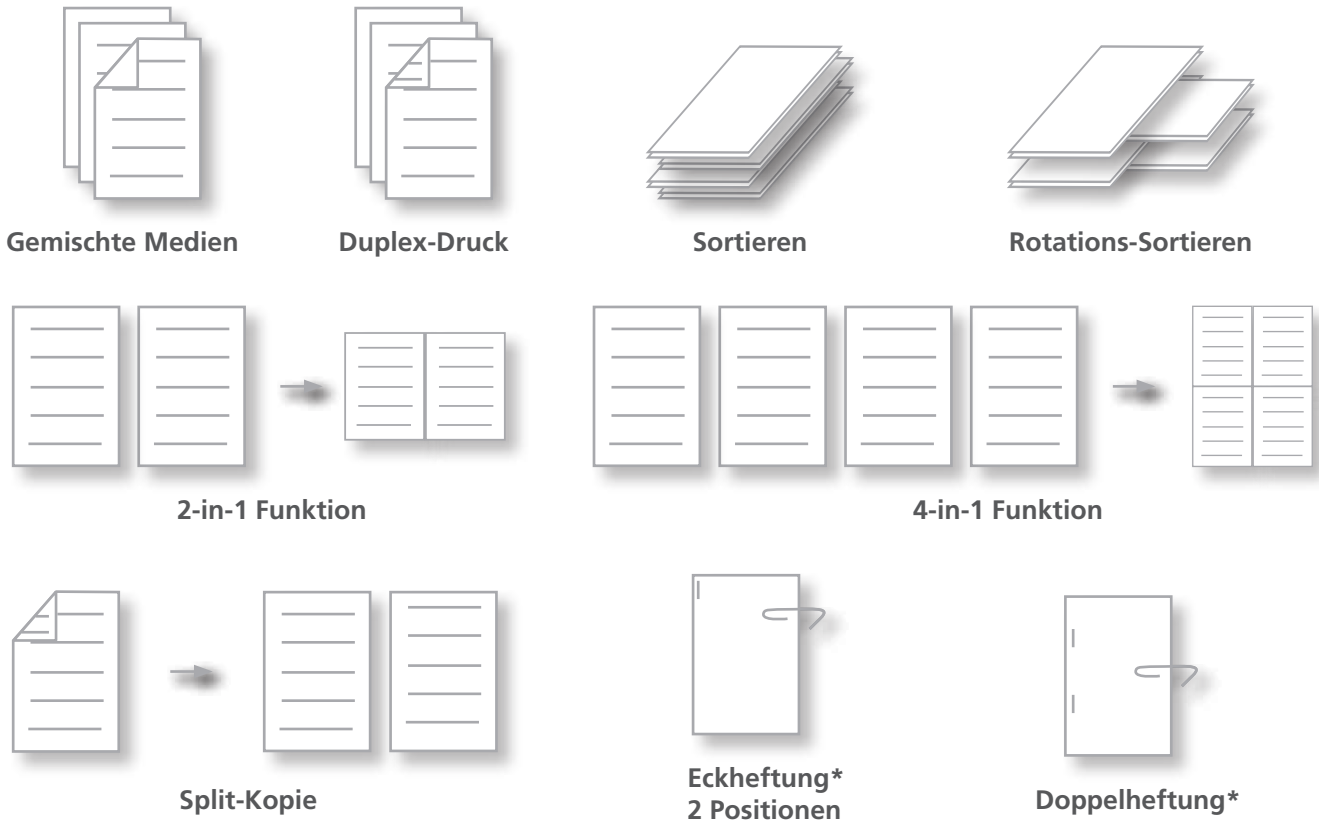 Gemischte Medien
Duplex-Druck
Sortieren
Rotations-Sortieren
2-in-1 Funktion
4-in-1 Funktion
Split-Kopie
Eckheftung*
2 Positionen
Doppelheftung*